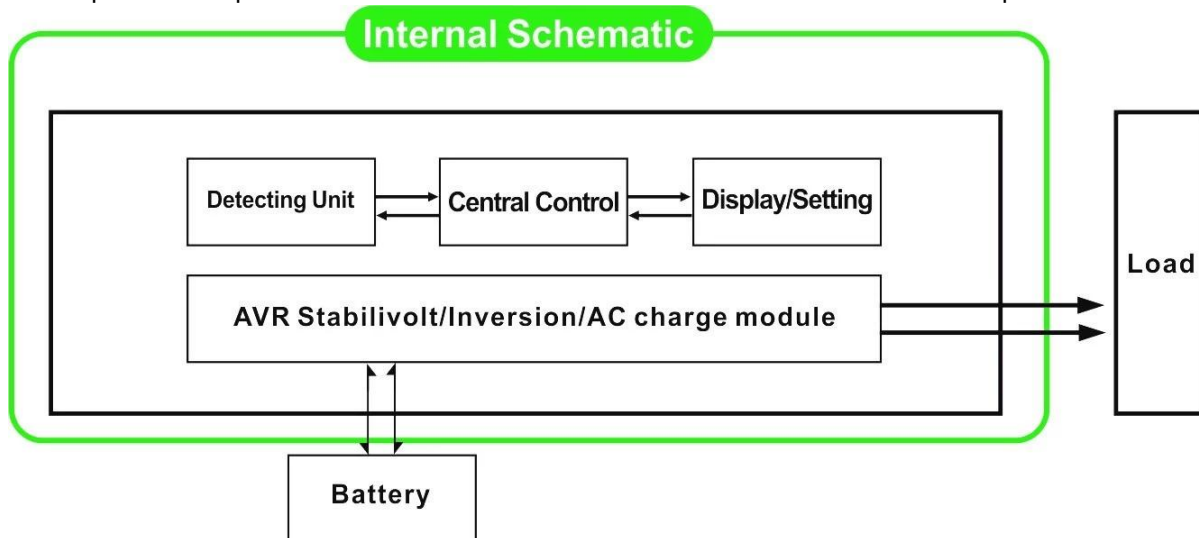 Internal Schematic
Detecting Unit
Central Control
Display/Setting
AVR Stabilivolt/Inversion/AC charge module
Load
Battery